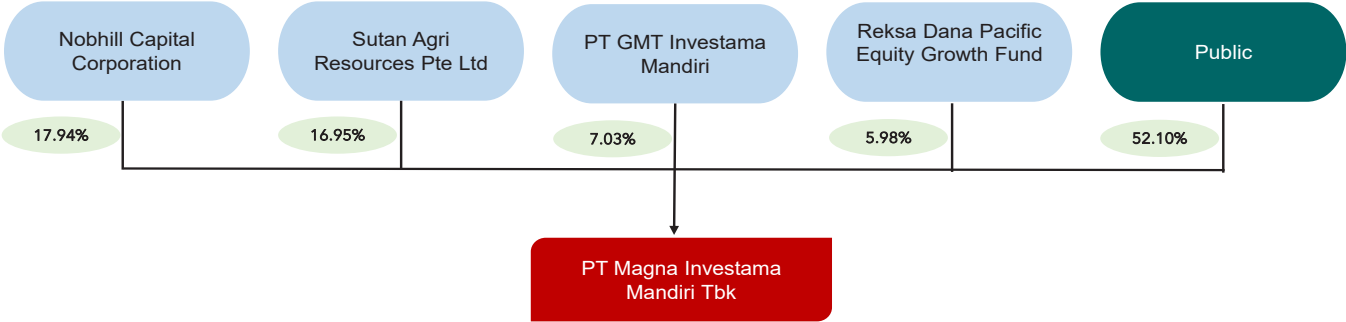 Nobhill Capital
Corporation
Sutan Agri
Resources Pte Ltd
PT GMT Investama
Mandiri
Reksa Dana Pacific
Equity Growth Fund
Public
17.94%
16.95%
7.03%
5.98%
52.10%
PT Magna Investama
Mandiri Tbk